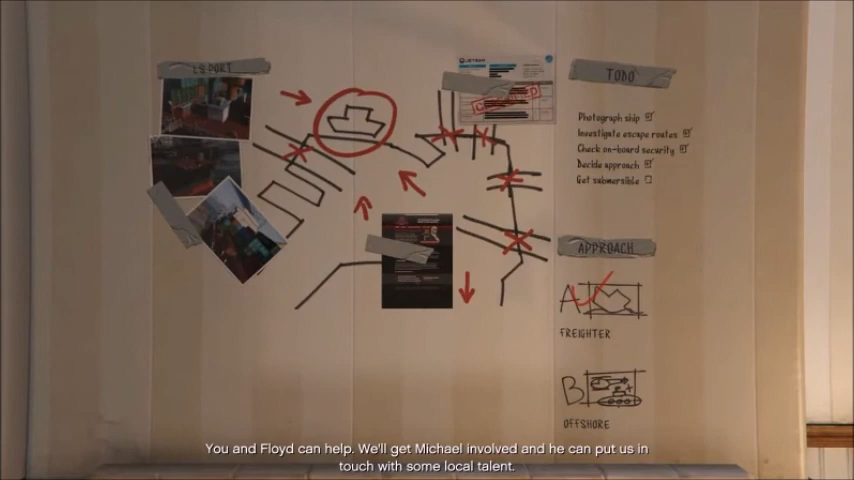 LS PORT
JETSAM
TODO
Photograph ship
Investigate escape routes
Check on-board security
Decide approach
Get submersible
APPROACH
A
FREIGHTER
B
OFFSHORE
You and Floyd can help. We'll get Michael involved and he can put us in
touch with some local talent.